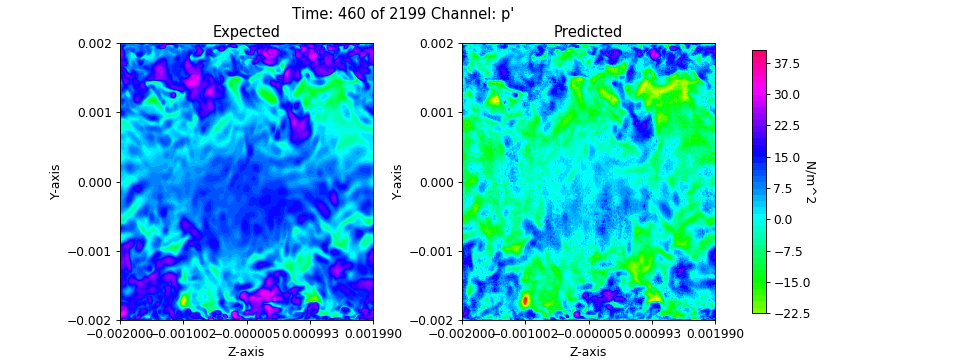 Time: 460 of 2199 Channel: p'
Expected
Predicted
0.002
0.001
0.000
−0.001
−0.002
Y-axis
−0.002000 −0.001002 −0.000005 0.000993 0.001990
Z-axis
0.002
0.001
0.000
−0.001
−0.002
Y-axis
−0.002000 −0.001002 −0.000005 0.000993 0.001990
Z-axis
37.5
30.0
22.5
15.0
7.5
0.0
−7.5
−15.0
−22.5
N/m^2